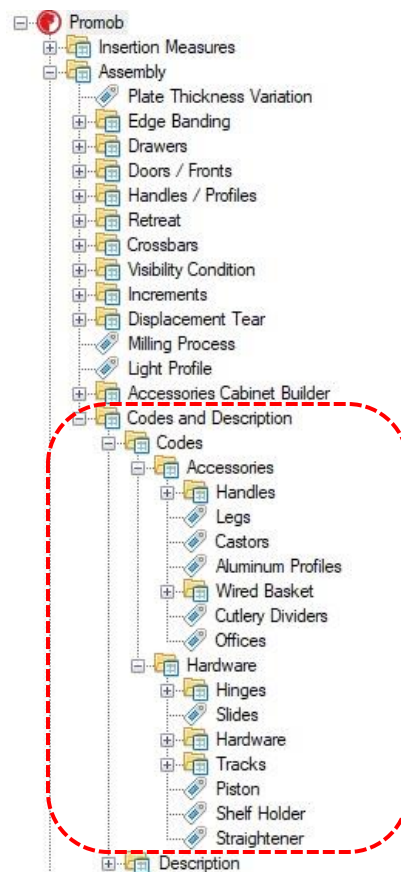 Promob
Insertion Measures
Assembly
Plate Thickness Variation
Edge Banding
Drawers
Doors / Fronts
Handles / Profiles
Retreat
Crossbars
Visibility Condition
Increments
Displacement Tear
Milling Process
Light Profile
Accessories Cabinet Builder
Codes and Description
Codes
Accessories
Handles
Legs
Castors
Aluminum Profiles
Wired Basket
Cutlery Dividers
Offices
Hardware
Hinges
Slides
Hardware
Tracks
Piston
Shelf Holder
Straightener
Description